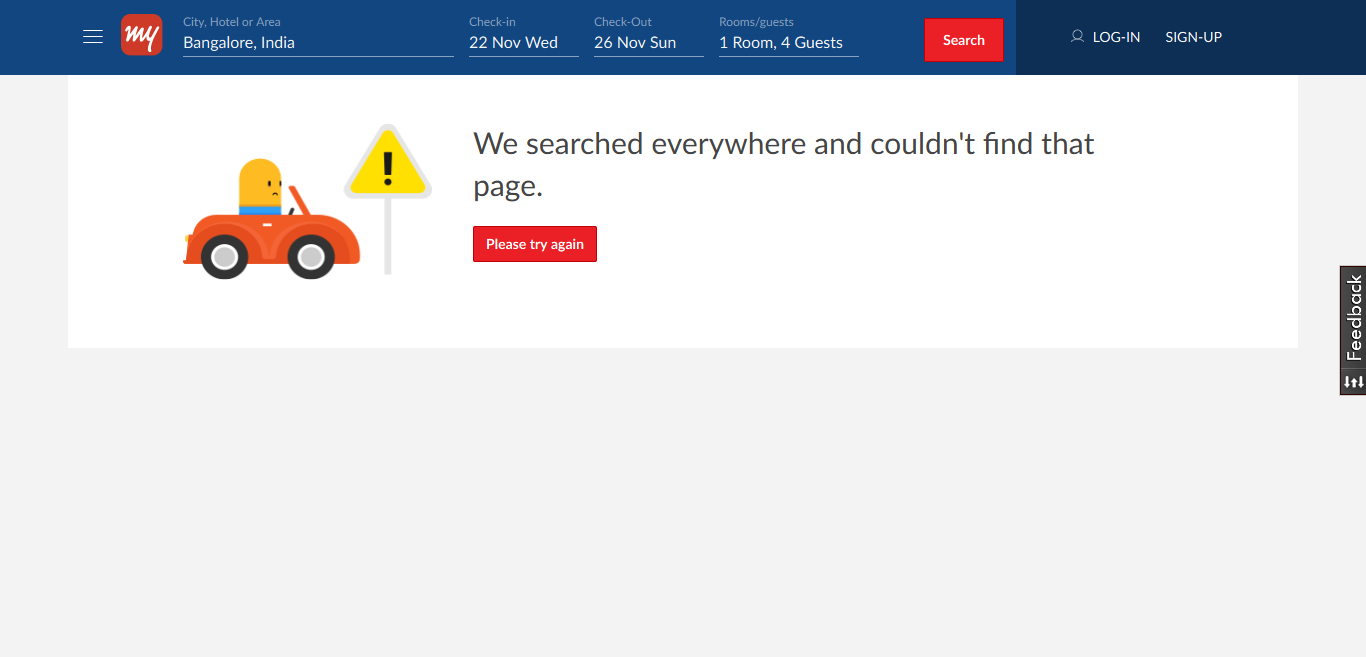 my
City, Hotel or Area
Bangalore, India
Check-in
22 Nov Wed
Check-Out
26 Nov Sun
Rooms/guests
1 Room, 4 Guests
Search
LOG-IN
SIGN-UP
!
We searched everywhere and couldn't find that
page.
Please try again
Feedback